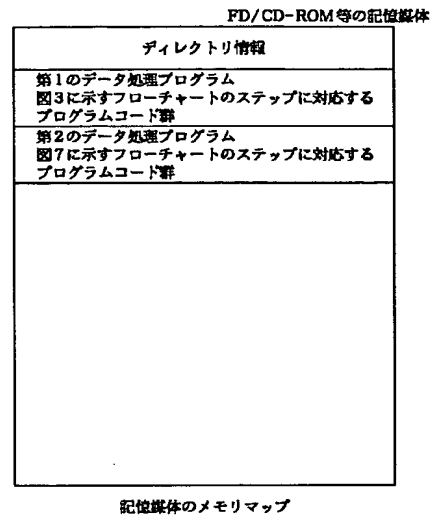 FD/CD-ROM等の記憶媒体
ディレクトリ情報
第1のデータ処理プログラム
図3に示すフローチャートのステップに対応する
プログラムコード群
第2のデータ処理プログラム
図7に示すフローチャートのステップに対応する
プログラムコード群
記憶媒体のメモリマップ